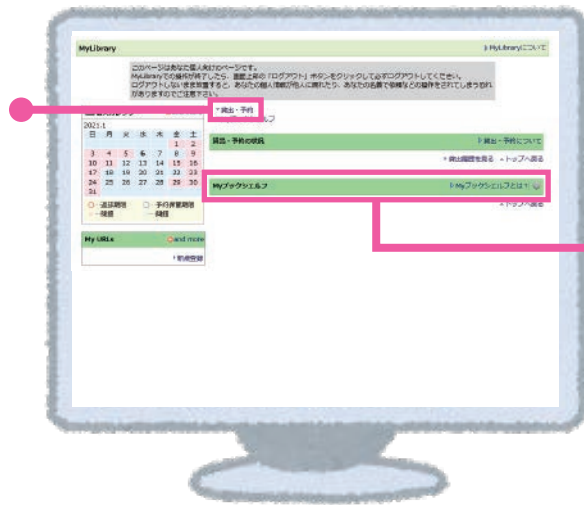 MyLibrary
MyLibraryについて
このページはあなた個人向けのページです。
MyLibraryでの操作が終了したら、画面上部の「ログアウト」ボタンをクリックして必ずログアウトしてください。
ログアウトしないまま放置すると、あなたの個人情報が他人に漏れたり、あなたの名義で依頼などの操作をされてしまう恐れ
がありますのでご注意下さい。
貸出・予約
2021-1
日 月 火 水 木 金 土
1 2
3 4 5 6 7 8 9
10 11 12 13 14 15 16
17 18 19 20 21 22 23
24 25 26 27 28 29 30
31
貸出・予約の状況
貸出・予約について
貸出履歴を見る
トップへ戻る
Myブックシェルフ
Myブックシェルフとは?
トップへ戻る
My URLs
and more
新規登録